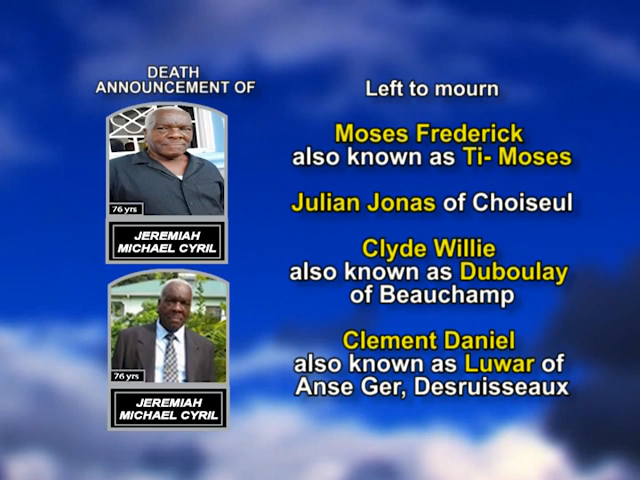 DEATH
ANNOUNCEMENT OF
76 yrs
JEREMIAH
MICHAEL CYRIL
76 yrs
JEREMIAH
MICHAEL CYRIL
Left to mourn
Moses Frederick
also known as Ti- Moses
Julian Jonas of Choiseul
Clyde Willie
also known as Duboulay
of Beauchamp
Clement Daniel
also known as Luwar of
Anse Ger, Desruisseaux